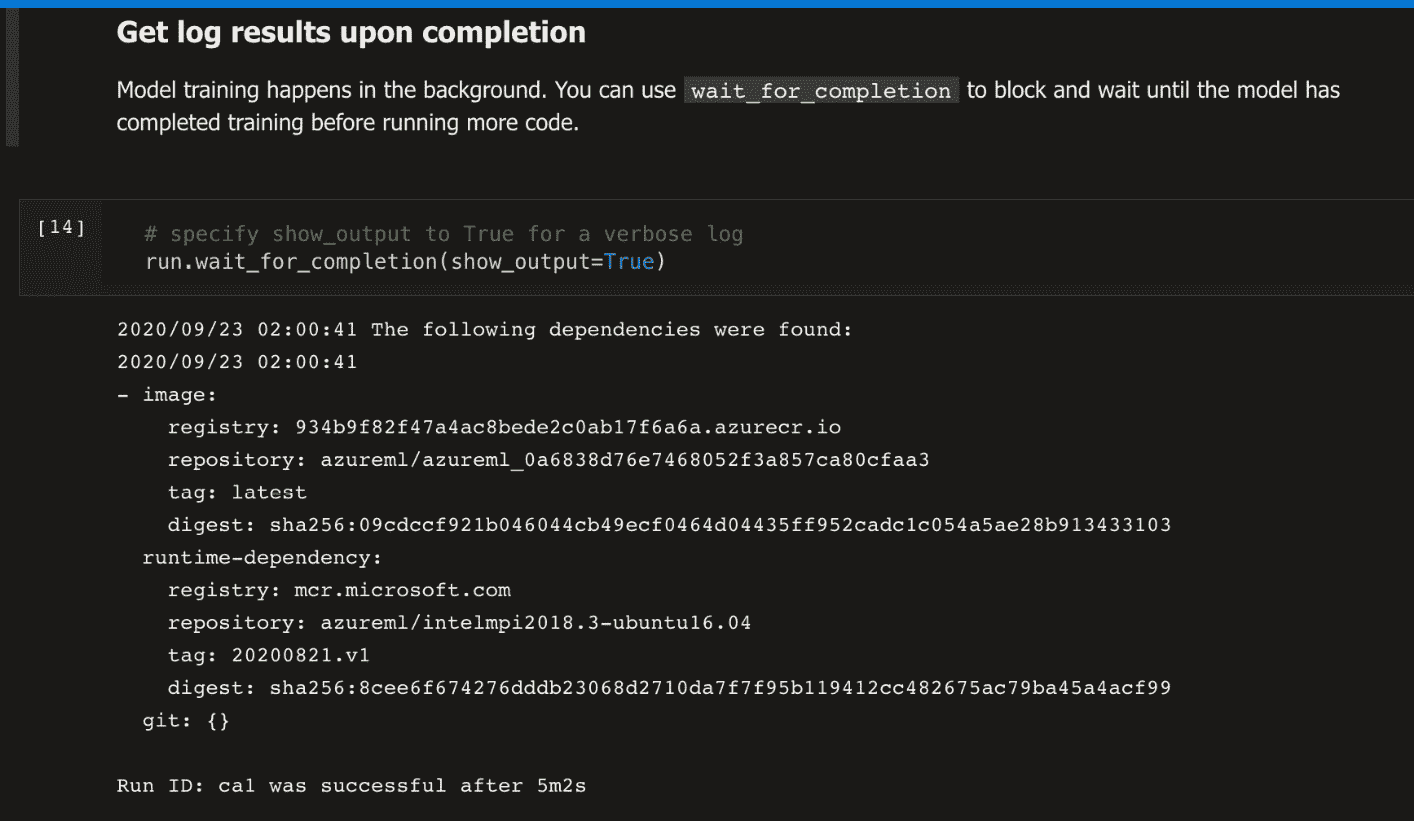 Get log results upon completion
Model training happens in the background. You can use wait_for_completion to block and wait until the model has
completed training before running more code.
[14]
# specify show_output to True for a verbose log
run.wait_for_completion(show_output=True)
2020/09/23 02:00:41 The following dependencies were found:
2020/09/23 02:00:41
- image:
registry: 934b9f82f47a4ac8bede2c0ab17f6a6a.azurecr.io
repository: azureml/azureml_0a6838d76e7468052f3a857ca80cfaa3
tag: latest
digest: sha256:09cdccf921b046044cb49ecf0464d04435ff952cadc1c054a5ae28b913433103
runtime-dependency:
registry: mcr.microsoft.com
repository: azureml/intelmpi2018.3-ubuntu16.04
tag: 20200821.v1
digest: sha256:8cee6f674276dddb23068d2710da7f7f95b119412cc482675ac79ba45a4acf99
git: {}
Run ID: ca1 was successful after 5m2s